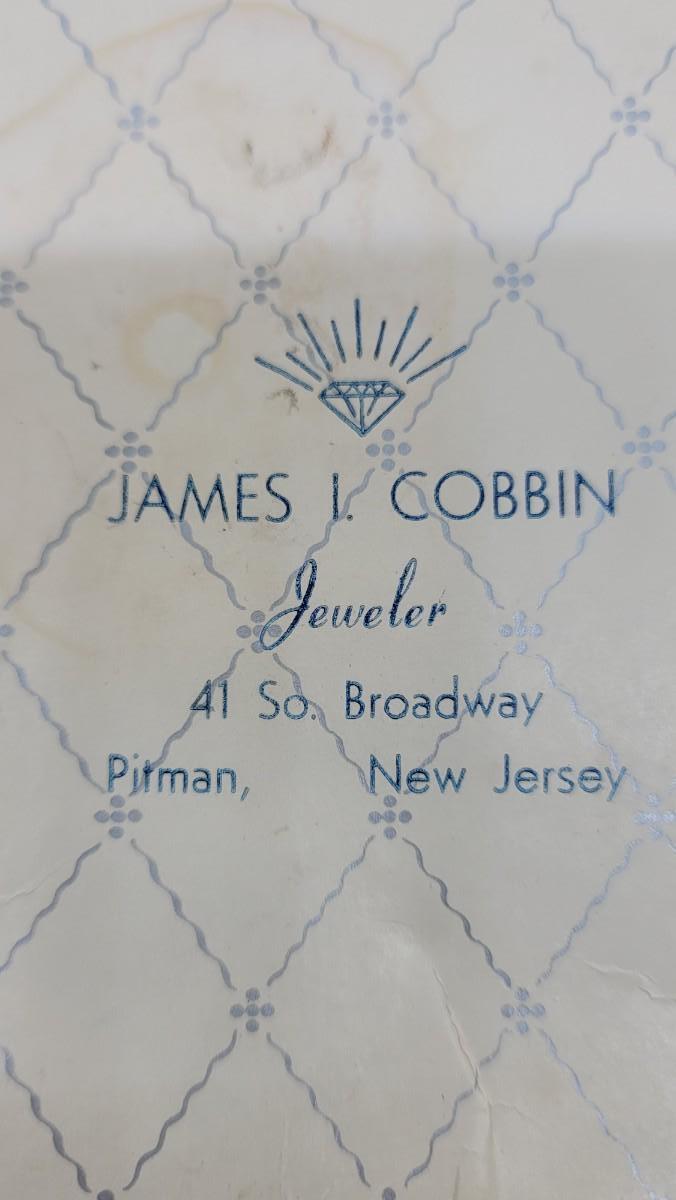 JAMES I. COBBIN
Jeweler
41 So. Broadway
Pitman, New Jersey